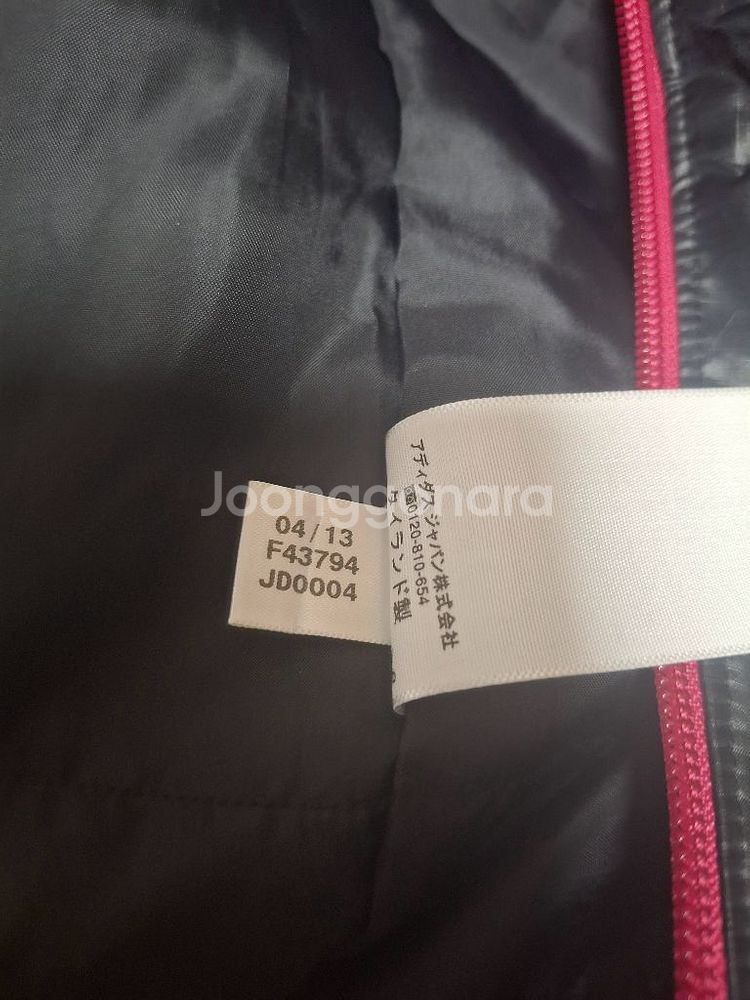 Joonggonara
04/13
F43794
JD0004
アディダスジャパン株式会社
0120-810-654
タイランド製